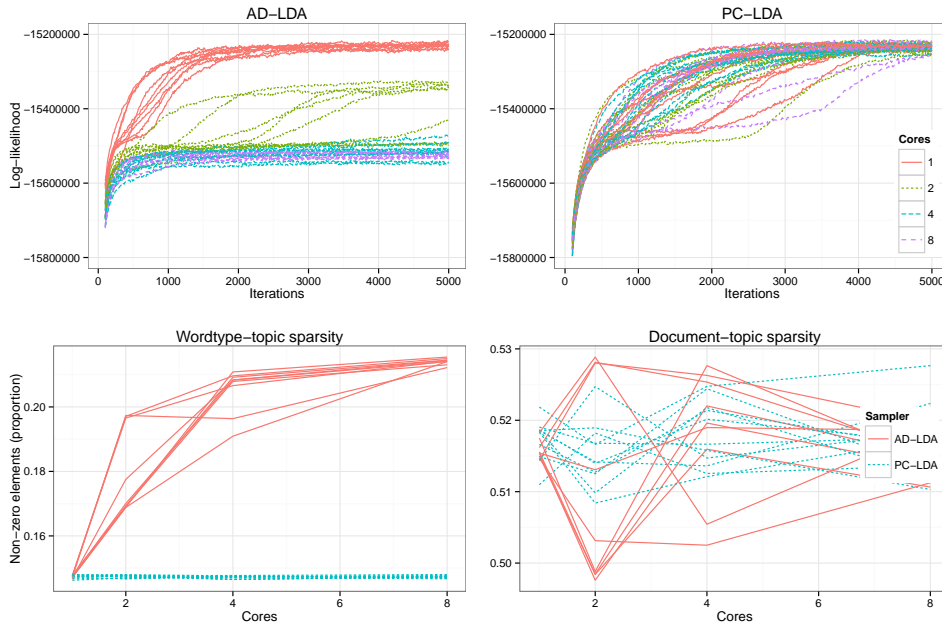 AD−LDA
PC−LDA
Log−likelihood
−15200000
−15400000
−15600000
−15800000
0
1000
2000
3000
4000
5000
Iterations
−15200000
−15400000
−15600000
−15800000
0
1000
2000
3000
4000
5000
Iterations
Cores
1
2
4
8
Wordtype−topic sparsity
Document−topic sparsity
Non−zero elements (proportion)
0.20
0.18
0.16
2
4
6
8
Cores
0.53
0.52
0.51
0.50
2
4
6
8
Cores
Sampler
AD−LDA
PC−LDA